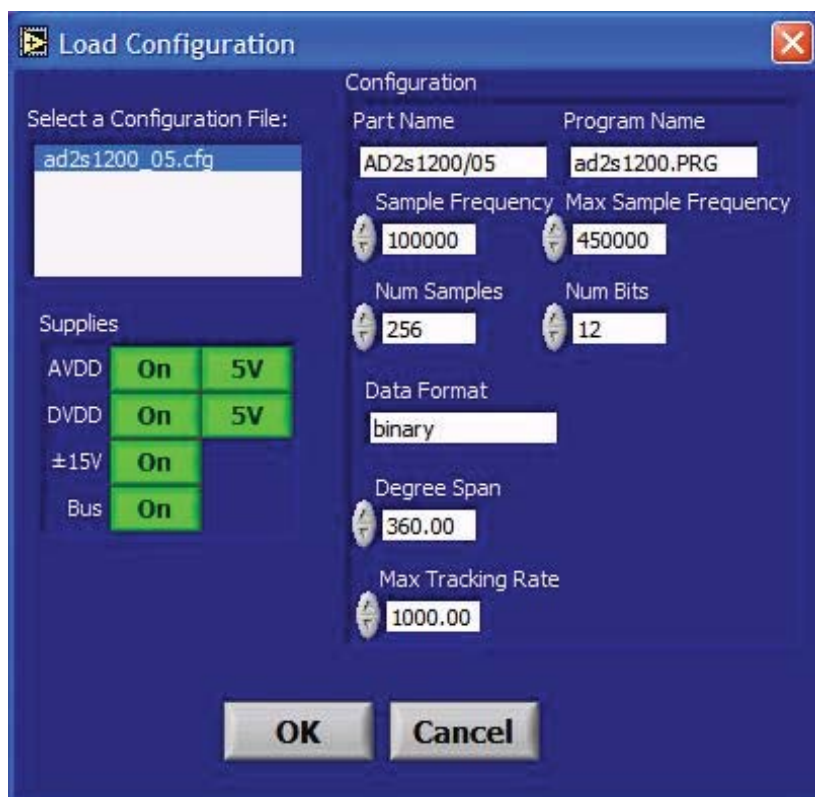 Load Configuration
Select a Configuration File:
ad2s1200_05.cfg
Supplies
AVDD On 5V
DVDD On 5V
±15V On
Bus On
Configuration
Part Name Program Name
AD2s1200/05 ad2s1200.PRG
Sample Frequency Max Sample Frequency
100000 450000
Num Samples Num Bits
256 12
Data Format
binary
Degree Span
360.00
Max Tracking Rate
1000.00
OK Cancel